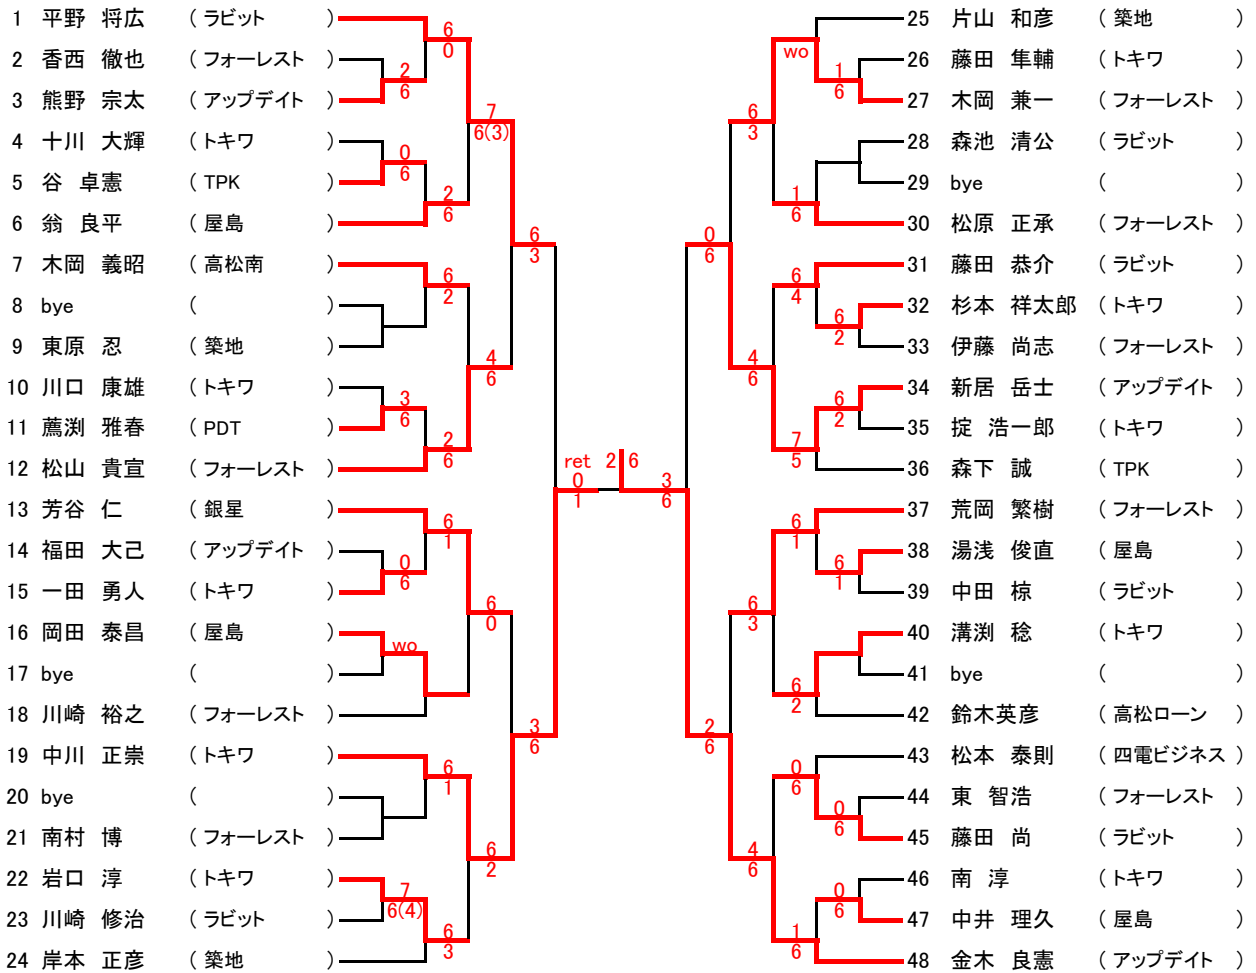 1 平野 将広 ( ラビット )
2 香西 徹也 ( フォーレスト )
3 熊野 宗太 ( アップデイト )
4 十川 大輝 ( トキワ )
5 谷 卓憲 ( TPK )
6 翁 良平 ( 屋島 )
7 木岡 義昭 ( 高松南 )
8 bye ( )
9 東原 忍 ( 築地 )
10 川口 康雄 ( トキワ )
11 薦渕 雅春 ( PDT )
12 松山 貴宣 ( フォーレスト )
13 芳谷 仁 ( 銀星 )
14 福田 大己 ( アップデイト )
15 一田 勇人 ( トキワ )
16 岡田 泰昌 ( 屋島 )
17 bye ( )
18 川崎 裕之 ( フォーレスト )
19 中川 正崇 ( トキワ )
20 bye ( )
21 南村 博 ( フォーレスト )
22 岩口 淳 ( トキワ )
23 川崎 修治 ( ラビット )
24 岸本 正彦 ( 築地 )
6
0
2
6
0
6
2
6
7
6(3)
6
2
3
6
2
6
4
6
6
3
6
1
0
6
wo
6
0
6
1
7
6(4)
6
3
6
2
3
6
ret
0
1
2 6
3
6
0
6
2
6
6
3
4
6
6
3
4
6
wo
1
6
1
6
6
4
6
2
6
2
7
5
6
1
6
1
6
2
0
6
0
6
0
6
1
6
25 片山 和彦 ( 築地 )
26 藤田 隼輔 ( トキワ )
27 木岡 兼一 ( フォーレスト )
28 森池 清公 ( ラビット )
29 bye ( )
30 松原 正承 ( フォーレスト )
31 藤田 恭介 ( ラビット )
32 杉本 祥太郎 ( トキワ )
33 伊藤 尚志 ( フォーレスト )
34 新居 岳士 ( アップデイト )
35 掟 浩一郎 ( トキワ )
36 森下 誠 ( TPK )
37 荒岡 繁樹 ( フォーレスト )
38 湯浅 俊直 ( 屋島 )
39 中田 椋 ( ラビット )
40 溝渕 稔 ( トキワ )
41 bye ( )
42 鈴木英彦 ( 高松ローン )
43 松本 泰則 ( 四電ビジネス )
44 東 智浩 ( フォーレスト )
45 藤田 尚 ( ラビット )
46 南 淳 ( トキワ )
47 中井 理久 ( 屋島 )
48 金木 良憲 ( アップデイト )